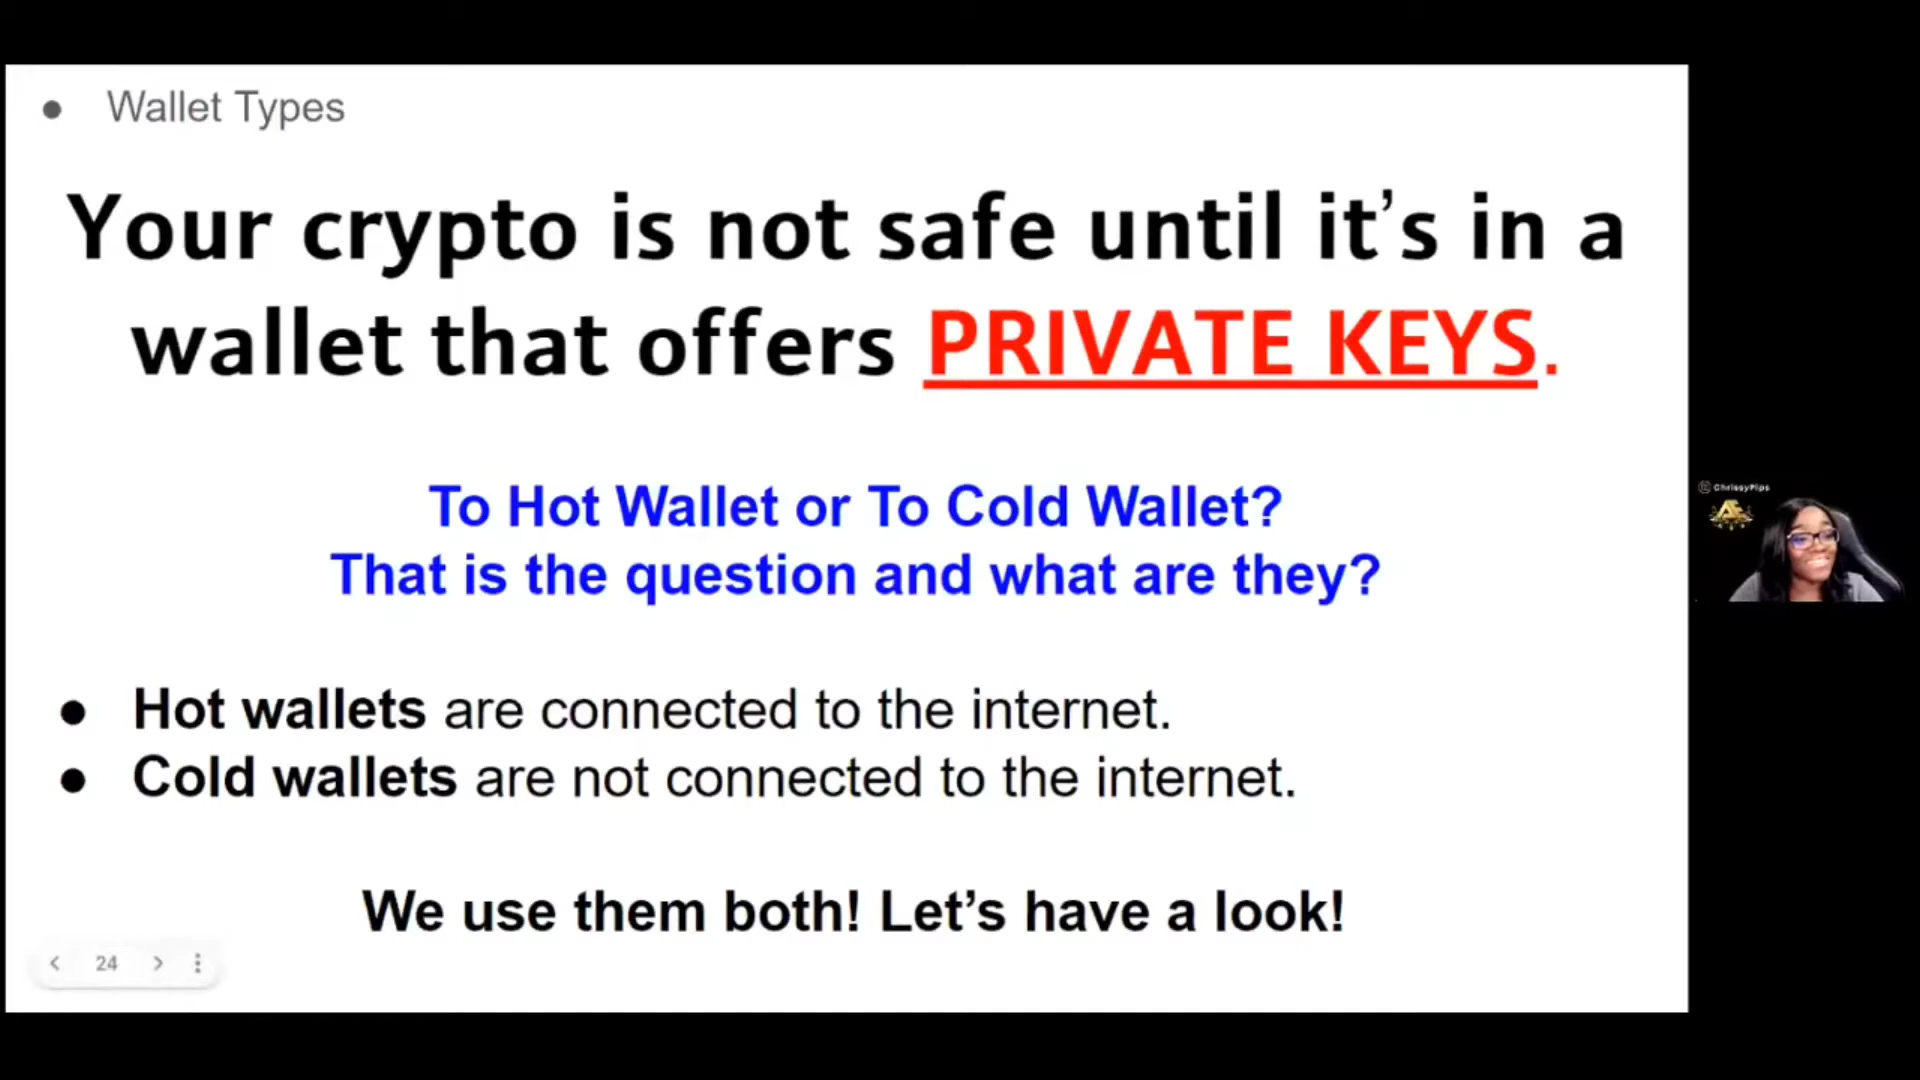 ● Wallet Types
Your crypto is not safe until it’s in a
wallet that offers PRIVATE KEYS.
To Hot Wallet or To Cold Wallet?
That is the question and what are they?
● Hot wallets are connected to the internet.
● Cold wallets are not connected to the internet.
We use them both! Let’s have a look!
24
ChrissyPips